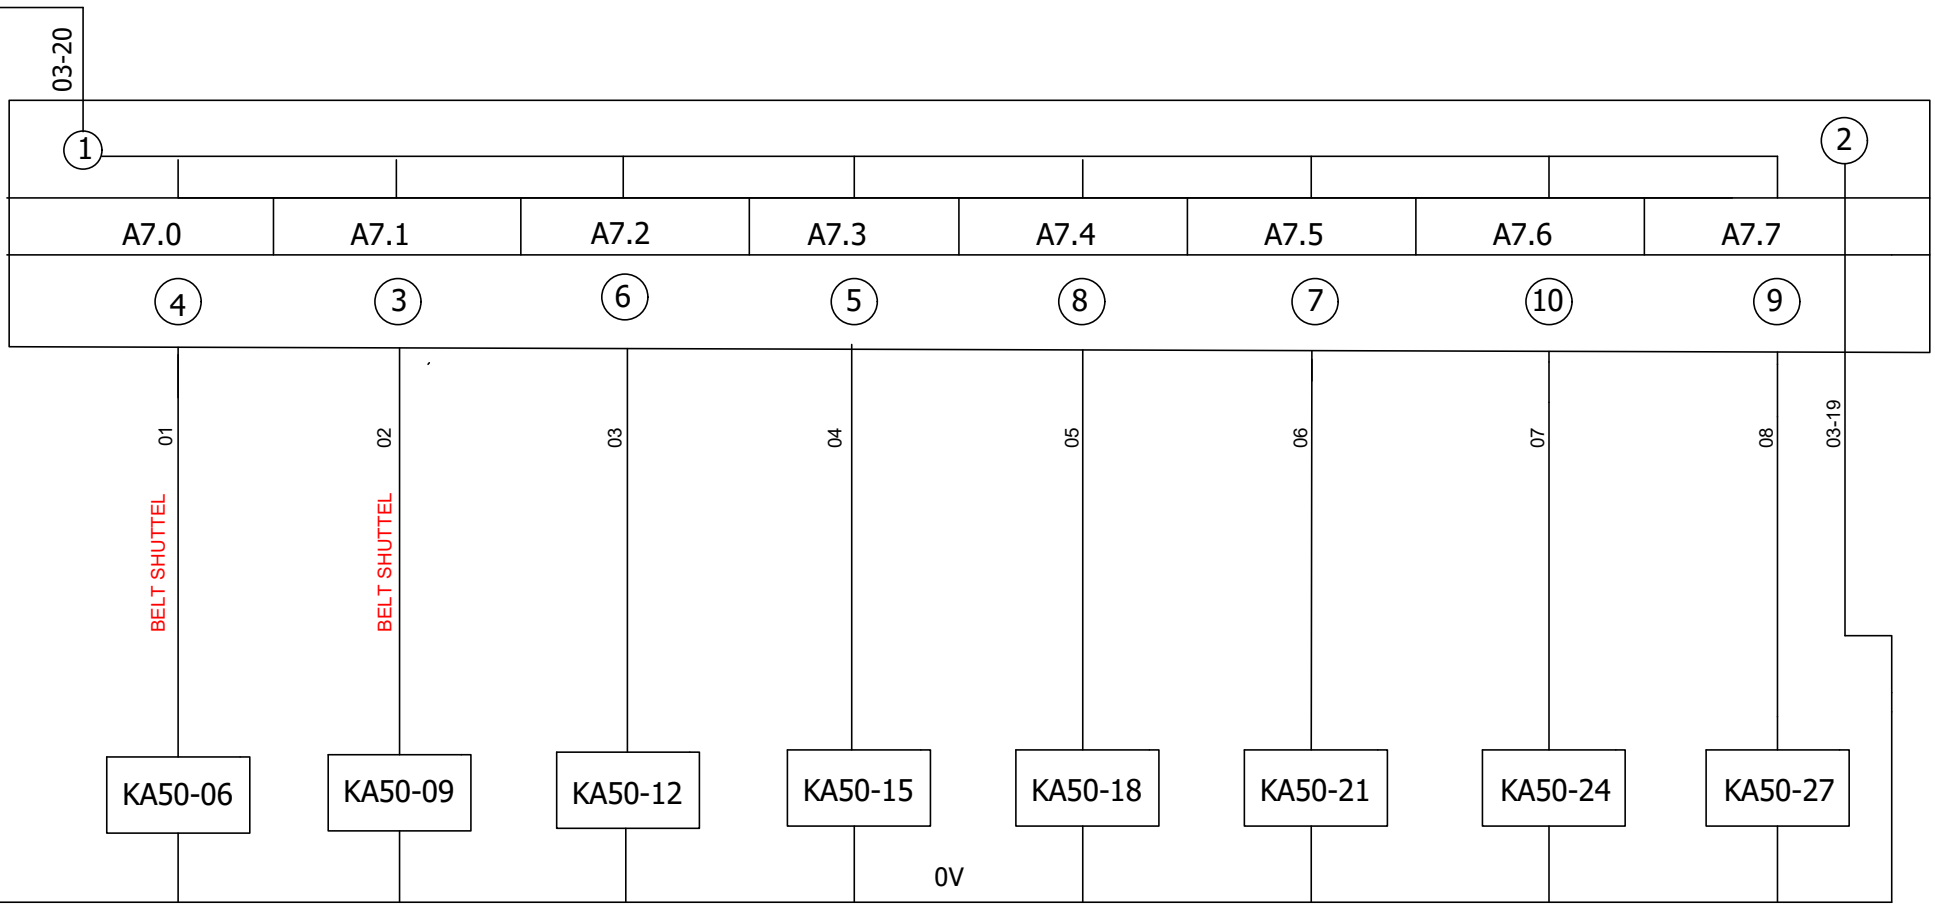 03-20
1
2
A7.0
A7.1
A7.2
A7.3
A7.4
A7.5
A7.6
A7.7
4
3
6
5
8
7
10
9
01
02
03
04
05
06
07
08
03-19
BELT SHUTTEL
BELT SHUTTEL
KA50-06
KA50-09
KA50-12
KA50-15
KA50-18
KA50-21
KA50-24
KA50-27
0V